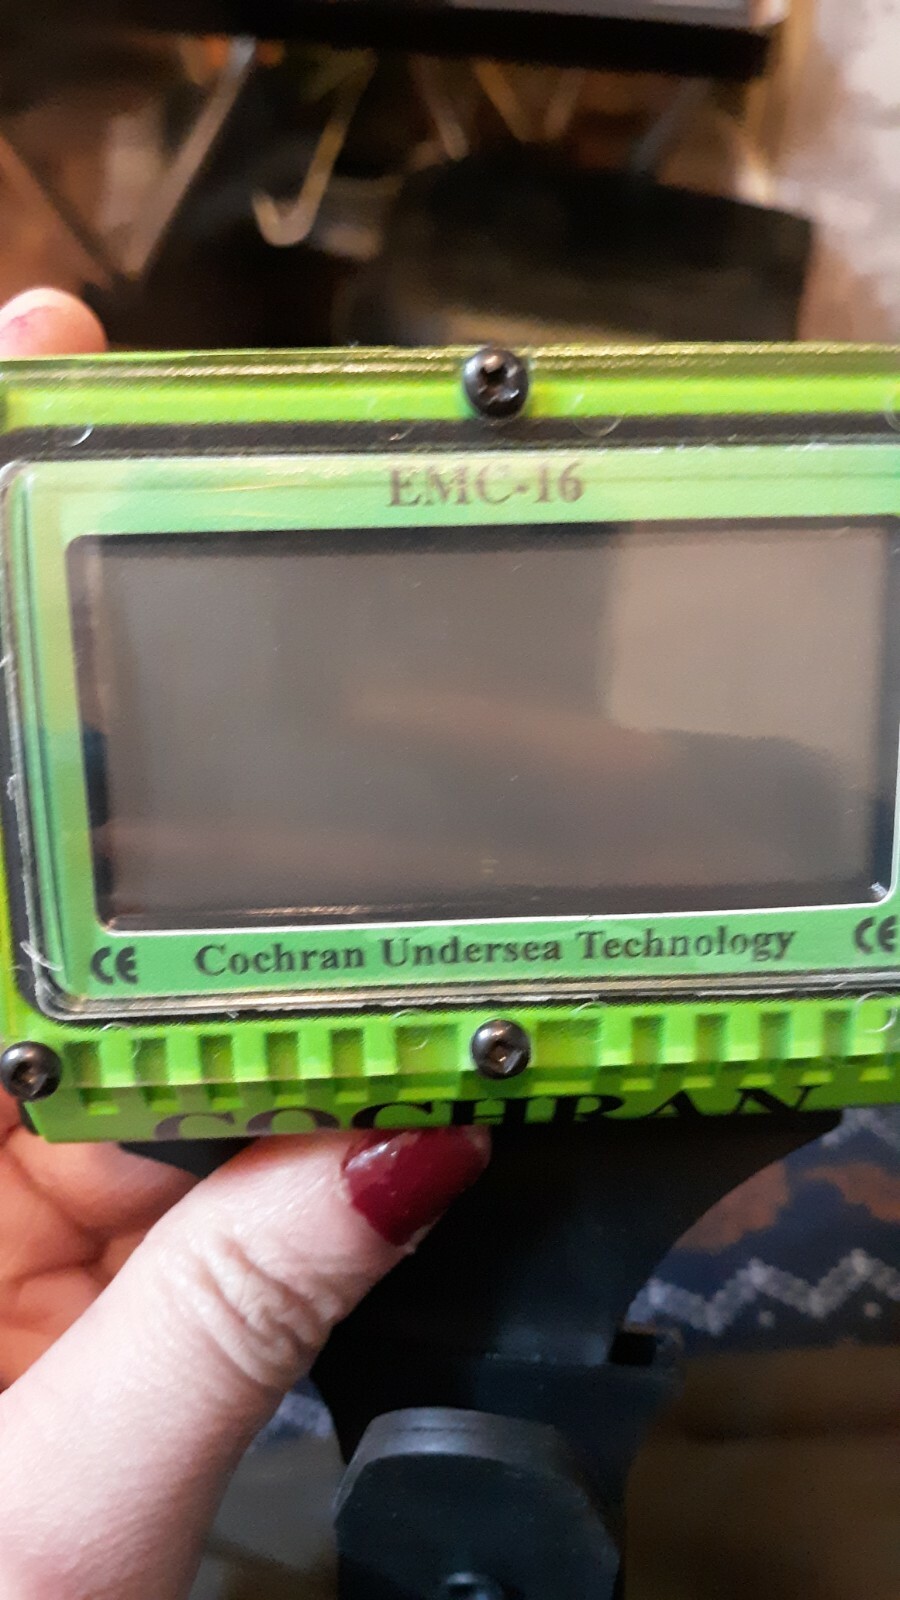 EMC-16
CE Cochran Undersea Technology CE
COCHRAN